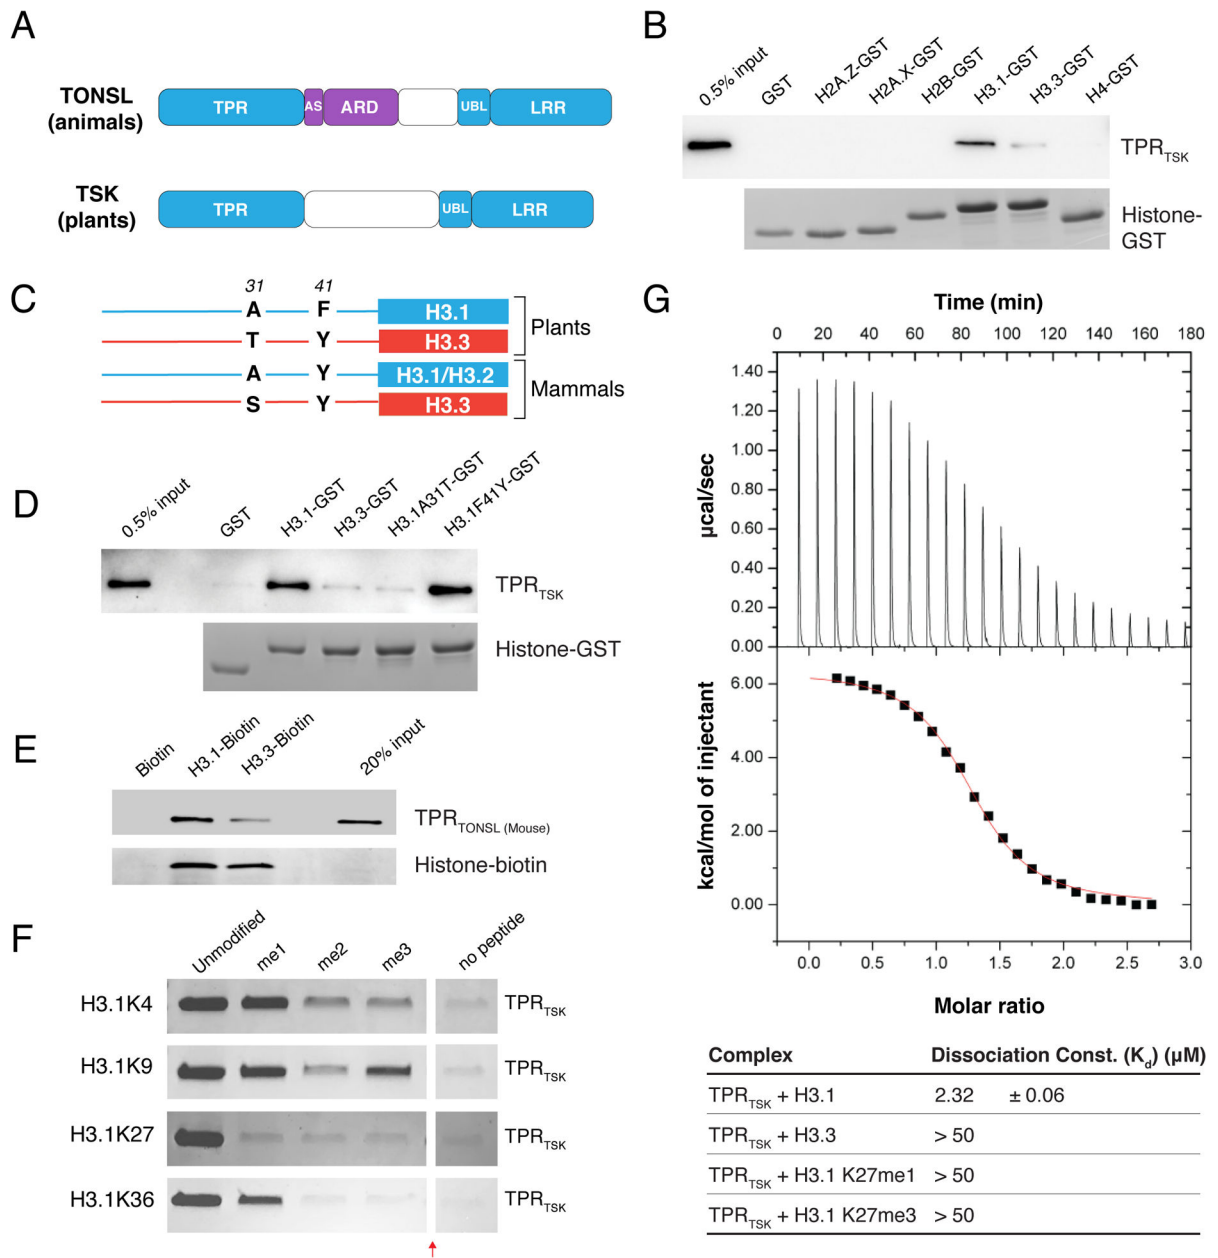 A
TONSL
(animals)
TPR AS ARD UBL LRR
TSK
(plants)
TPR UBL LRR
B
0.5% input GST H2A.Z-GST H2A.X-GST H2B-GST H3.1-GST H3.3-GST H4-GST
TPRTSK
Histone-
GST
C
31 41
A F H3.1
T Y H3.3
Plants
A Y H3.1/H3.2
S Y H3.3
Mammals
D
0.5% input GST H3.1-GST H3.3-GST H3.1A31T-GST H3.1F41Y-GST
TPRTSK
Histone-GST
E
Biotin H3.1-Biotin H3.3-Biotin 20% input
TPRTONSL (Mouse)
Histone-biotin
F
Unmodified me1 me2 me3 no peptide
H3.1K4 TPRTSK
H3.1K9 TPRTSK
H3.1K27 TPRTSK
H3.1K36 TPRTSK
G
Time (min)
0 20 40 60 80 100 120 140 160 180
µcal/sec
1.40
1.20
1.00
0.80
0.60
0.40
0.20
0.00
kcal/mol of injectant
6.00
4.00
2.00
0.00
0.0 0.5 1.0 1.5 2.0 2.5 3.0
Molar ratio
Complex Dissociation Const. (Kd) (µM)
TPRTSK + H3.1 2.32 ± 0.06
TPRTSK + H3.3 > 50
TPRTSK + H3.1 K27me1 > 50
TPRTSK + H3.1 K27me3 > 50